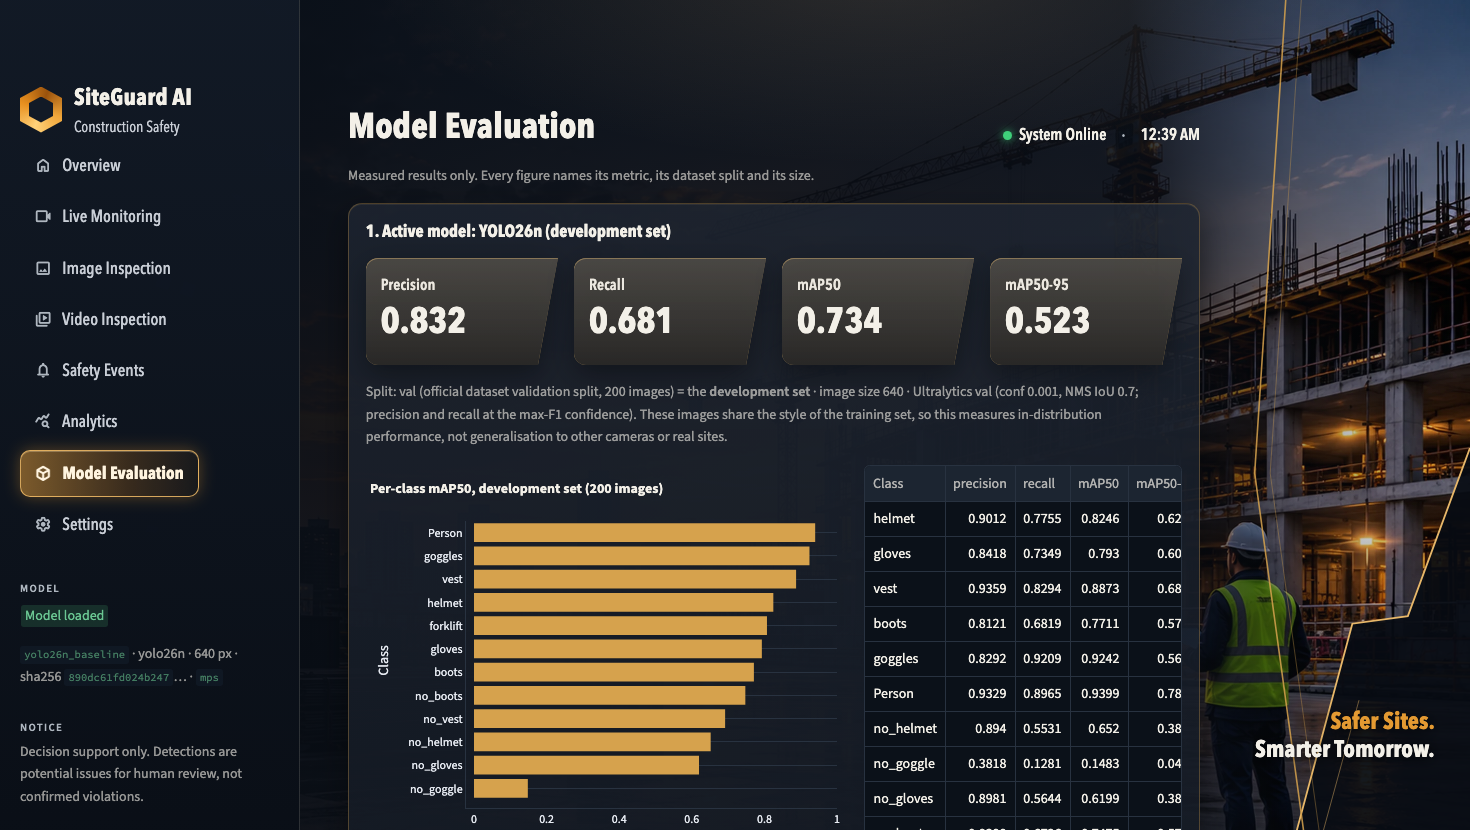 SiteGuard AI
Construction Safety
Overview
Live Monitoring
Image Inspection
Video Inspection
Safety Events
Analytics
Model Evaluation
Settings
MODEL
Model loaded
yolo26n_baseline · yolo26n · 640 px ·
sha256 890dc61fd024b247 … · mps
NOTICE
Decision support only. Detections are
potential issues for human review, not
confirmed violations.
Model Evaluation
System Online · 12:39 AM
Measured results only. Every figure names its metric, its dataset split and its size.
1. Active model: YOLO26n (development set)
Precision
0.832
Recall
0.681
mAP50
0.734
mAP50-95
0.523
Split: val (official dataset validation split, 200 images) = the development set · image size 640 · Ultralytics val (conf 0.001, NMS IoU 0.7;
precision and recall at the max-F1 confidence). These images share the style of the training set, so this measures in-distribution
performance, not generalisation to other cameras or real sites.
Per-class mAP50, development set (200 images)
Class
Person
goggles
vest
helmet
forklift
gloves
boots
no_boots
no_vest
no_helmet
no_gloves
no_goggle
0 0.2 0.4 0.6 0.8 1
Class precision recall mAP50 mAP50-
helmet 0.9012 0.7755 0.8246 0.62
gloves 0.8418 0.7349 0.793 0.60
vest 0.9359 0.8294 0.8873 0.68
boots 0.8121 0.6819 0.7711 0.57
goggles 0.8292 0.9209 0.9242 0.56
Person 0.9329 0.8965 0.9399 0.78
no_helmet 0.894 0.5531 0.652 0.38
no_goggle 0.3818 0.1281 0.1483 0.04
no_gloves 0.8981 0.5644 0.6199 0.38
Safer Sites.
Smarter Tomorrow.